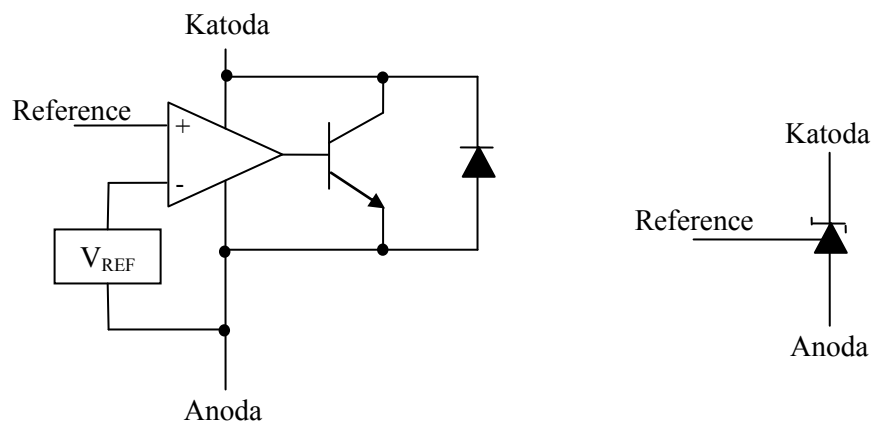 Katoda
Reference
+
-
V_REF
Anoda
Katoda
Reference
Anoda